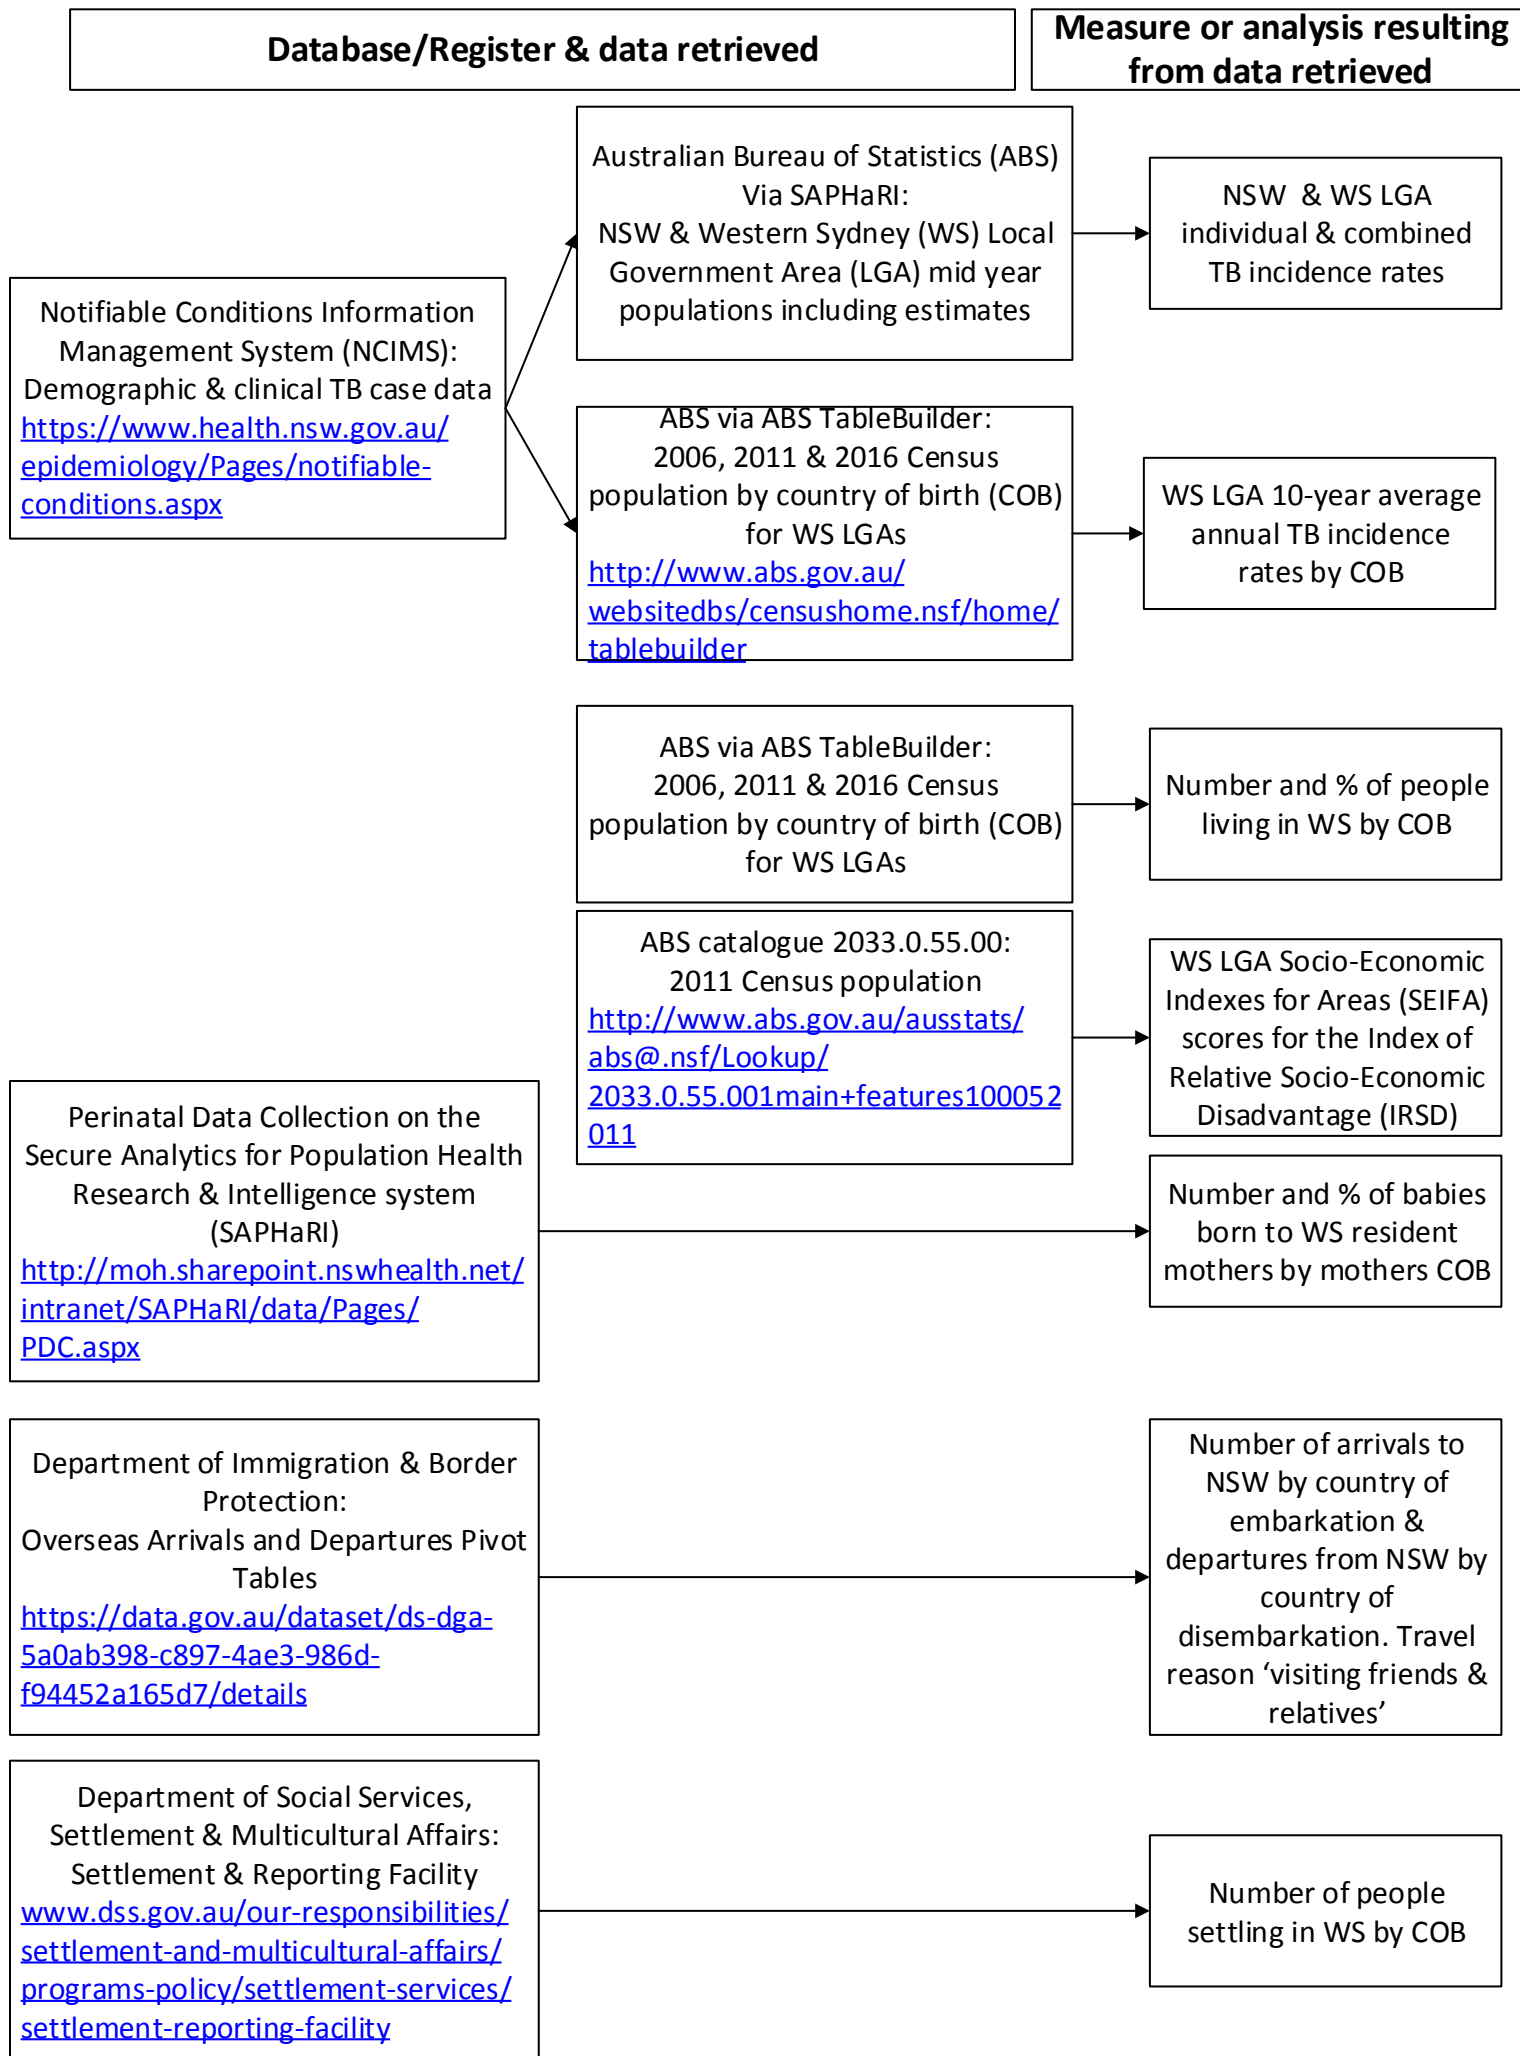 Database/Register & data retrieved
Measure or analysis resulting
from data retrieved
Notifiable Conditions Information
Management System (NCIMS):
Demographic & clinical TB case data
https://www.health.nsw.gov.au/
epidemiology/Pages/notifiable-
conditions.aspx
Australian Bureau of Statistics (ABS)
Via SAPHaRI:
NSW & Western Sydney (WS) Local
Government Area (LGA) mid year
populations including estimates
NSW & WS LGA
individual & combined
TB incidence rates
ABS via ABS TableBuilder:
2006, 2011 & 2016 Census
population by country of birth (COB)
for WS LGAs
http://www.abs.gov.au/
websitedbs/censushome.nsf/home/
tablebuilder
WS LGA 10-year average
annual TB incidence
rates by COB
ABS via ABS TableBuilder:
2006, 2011 & 2016 Census
population by country of birth (COB)
for WS LGAs
Number and % of people
living in WS by COB
ABS catalogue 2033.0.55.00:
2011 Census population
http://www.abs.gov.au/ausstats/
abs@.nsf/Lookup/
2033.0.55.001main+features100052
011
WS LGA Socio-Economic
Indexes for Areas (SEIFA)
scores for the Index of
Relative Socio-Economic
Disadvantage (IRSD)
Perinatal Data Collection on the
Secure Analytics for Population Health
Research & Intelligence system
(SAPHaRI)
http://moh.sharepoint.nswhealth.net/
intranet/SAPHaRI/data/Pages/
PDC.aspx
Number and % of babies
born to WS resident
mothers by mothers COB
Department of Immigration & Border
Protection:
Overseas Arrivals and Departures Pivot
Tables
https://data.gov.au/dataset/ds-dga-
5a0ab398-c897-4ae3-986d-
f94452a165d7/details
Number of arrivals to
NSW by country of
embarkation &
departures from NSW by
country of
disembarkation. Travel
reason ‘visiting friends &
relatives’
Department of Social Services,
Settlement & Multicultural Affairs:
Settlement & Reporting Facility
www.dss.gov.au/our-responsibilities/
settlement-and-multicultural-affairs/
programs-policy/settlement-services/
settlement-reporting-facility
Number of people
settling in WS by COB